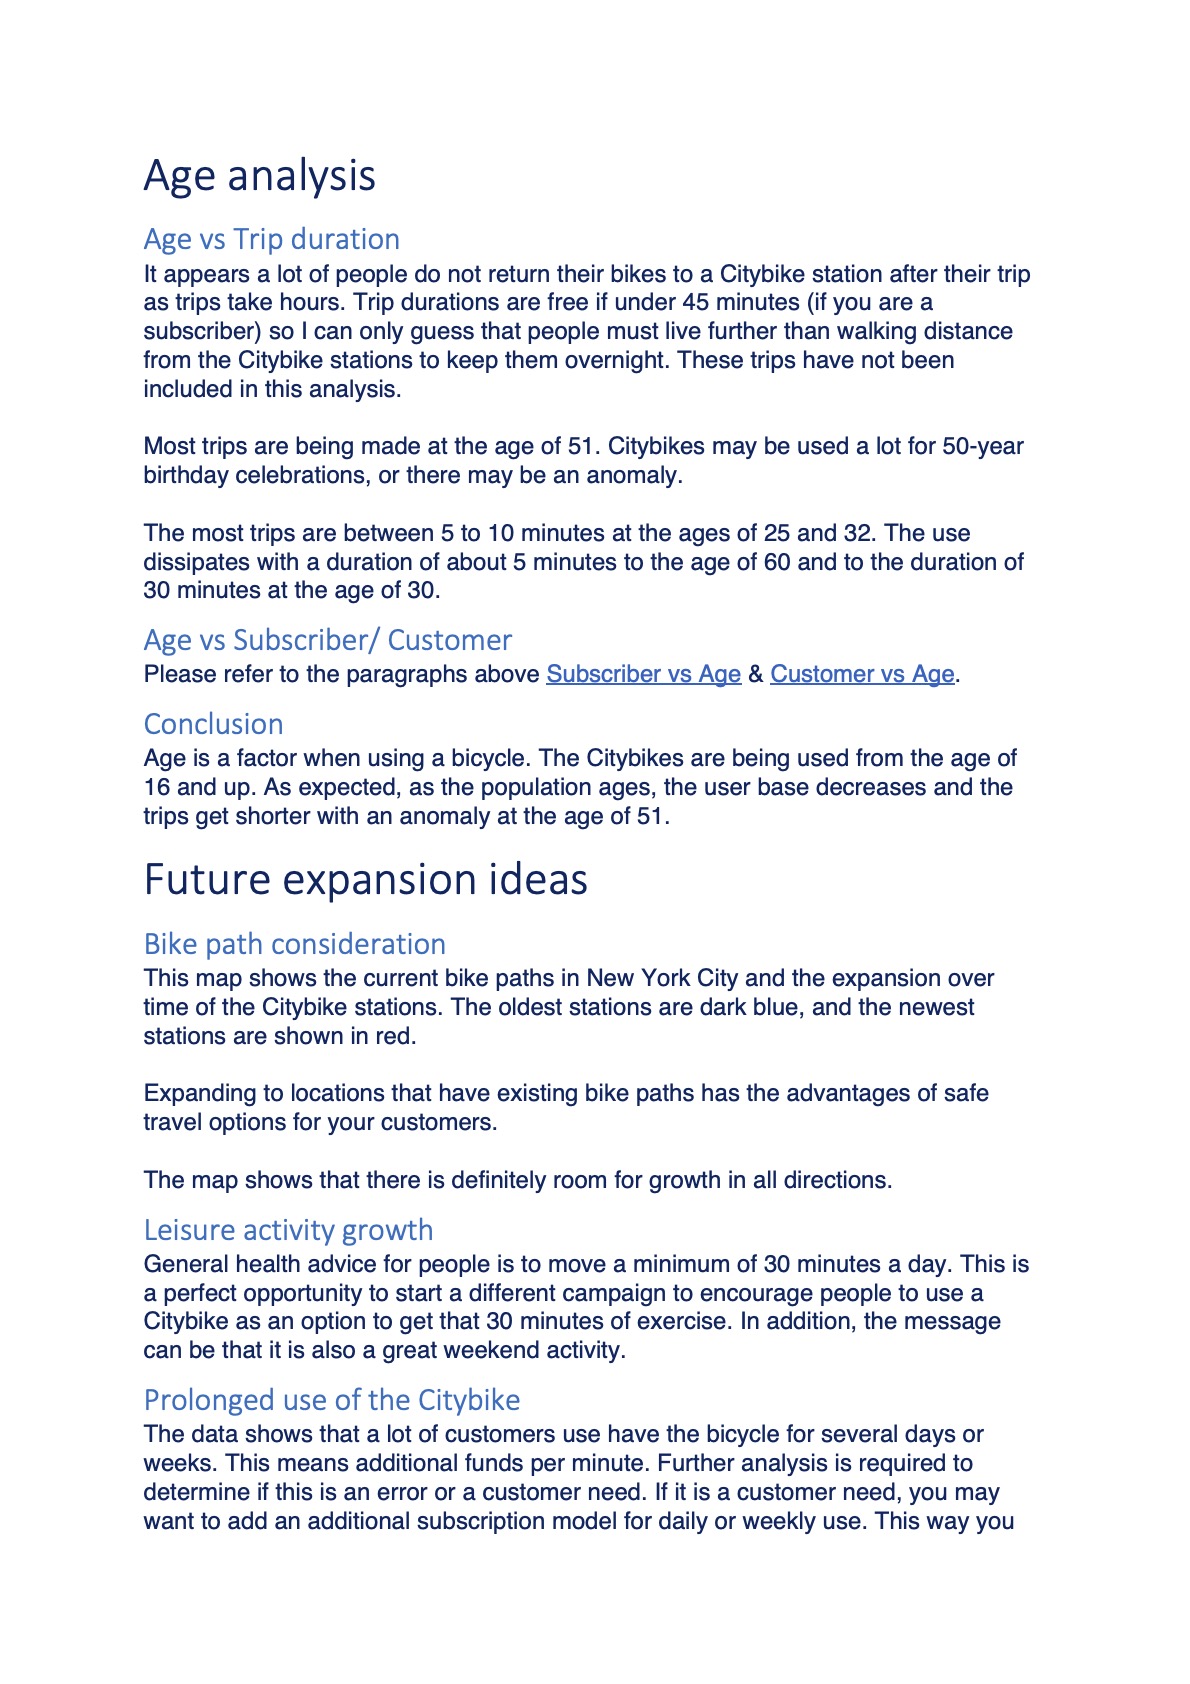 Age analysis
Age vs Trip duration
It appears a lot of people do not return their bikes to a Citybike station after their trip
as trips take hours. Trip durations are free if under 45 minutes (if you are a
subscriber) so I can only guess that people must live further than walking distance
from the Citybike stations to keep them overnight. These trips have not been
included in this analysis.
Most trips are being made at the age of 51. Citybikes may be used a lot for 50-year
birthday celebrations, or there may be an anomaly.
The most trips are between 5 to 10 minutes at the ages of 25 and 32. The use
dissipates with a duration of about 5 minutes to the age of 60 and to the duration of
30 minutes at the age of 30.
Age vs Subscriber/ Customer
Please refer to the paragraphs above Subscriber vs Age & Customer vs Age.
Conclusion
Age is a factor when using a bicycle. The Citybikes are being used from the age of
16 and up. As expected, as the population ages, the user base decreases and the
trips get shorter with an anomaly at the age of 51.
Future expansion ideas
Bike path consideration
This map shows the current bike paths in New York City and the expansion over
time of the Citybike stations. The oldest stations are dark blue, and the newest
stations are shown in red.
Expanding to locations that have existing bike paths has the advantages of safe
travel options for your customers.
The map shows that there is definitely room for growth in all directions.
Leisure activity growth
General health advice for people is to move a minimum of 30 minutes a day. This is
a perfect opportunity to start a different campaign to encourage people to use a
Citybike as an option to get that 30 minutes of exercise. In addition, the message
can be that it is also a great weekend activity.
Prolonged use of the Citybike
The data shows that a lot of customers use have the bicycle for several days or
weeks. This means additional funds per minute. Further analysis is required to
determine if this is an error or a customer need. If it is a customer need, you may
want to add an additional subscription model for daily or weekly use. This way you